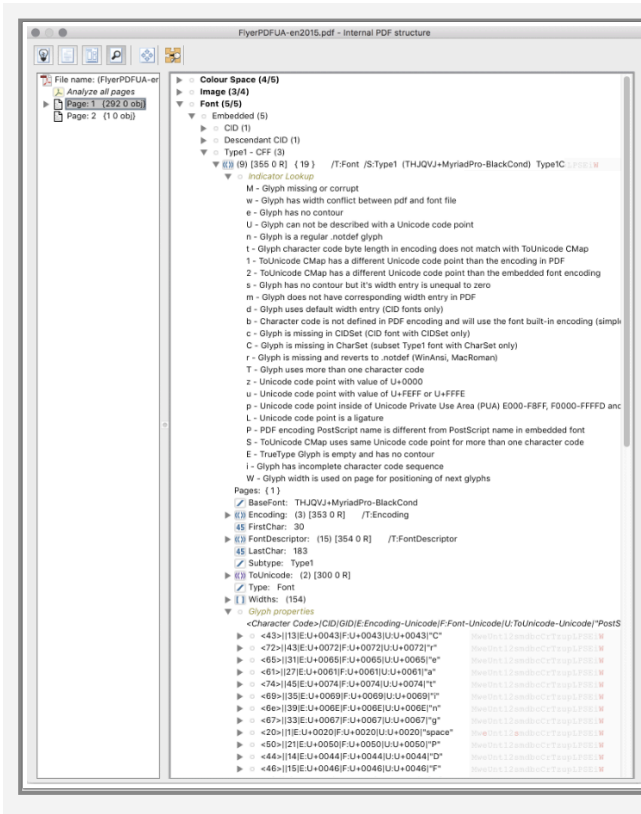 FlyerPDFUA-en2015.pdf - Internal PDF structure
File name: (FlyerPDFUA-er
Analyze all pages
Page: 1 {292 0 obj}
Page: 2 {1 0 obj}
Colour Space (4/5)
Image (3/4)
Font (5/5)
Embedded (5)
CID (1)
Descendant CID (1)
Type1 - CFF (3)
(9) [355 0 R] {19 } /T:Font /S:Type1 (THJQVJ+MyriadPro-BlackCond) Type1C
Indicator Lookup
M - Glyph missing or corrupt
w - Glyph has width conflict between pdf and font file
e - Glyph has no contour
U - Glyph can not be described with a Unicode code point
n - Glyph is a regular .notdef glyph
t - Glyph character code byte length in encoding does not match with ToUnicode CMap
1 - ToUnicode CMap has a different Unicode code point than the encoding in PDF
2 - ToUnicode CMap has a different Unicode code point than the embedded font encoding
s - Glyph has no contour but it's width entry is unequal to zero
m - Glyph does not have corresponding width entry in PDF
d - Glyph uses default width entry (CID fonts only)
b - Character code is not defined in PDF encoding and will use the font built-in encoding (simpl
c - Glyph is missing in CIDSet (CID font with CIDSet only)
C - Glyph is missing in CharSet (subset Type1 font with CharSet only)
r - Glyph is missing and reverts to .notdef (WinAnsi, MacRoman)
T - Glyph uses more than one character code
z - Unicode code point with value of U+0000
u - Unicode code point with value of U+FEFF or U+FFFE
p - Unicode code point inside of Unicode Private Use Area (PUA) E000-F8FF, F0000-FFFFD and
L - Unicode code point is a ligature
P - PDF encoding PostScript name is different from PostScript name in embedded font
S - ToUnicode CMap uses same Unicode code point for more than one character code
E - TrueType Glyph is empty and has no contour
i - Glyph has incomplete character code sequence
W - Glyph width is used on page for positioning of next glyphs
Pages: {1}
BaseFont: THJQVJ+MyriadPro-BlackCond
Encoding: (3) [353 0 R] /T:Encoding
45 FirstChar: 30
FontDescriptor: (15) [354 0 R] /T:FontDescriptor
45 LastChar: 183
Subtype: Type1
ToUnicode: (2) [300 0 R]
Type: Font
[] Widths: (154)
Glyph properties
<Character Code>|CID|GID|E:Encoding-Unicode|F:Font-Unicode|U:ToUnicode-Unicode|"PostS
<43>||13|E:U+0043|F:U+0043|U:U+0043|"C"
<72>||43|E:U+0072|F:U+0072|U:U+0072|"r"
<65>||31|E:U+0065|F:U+0065|U:U+0065|"e"
<61>||27|E:U+0061|F:U+0061|U:U+0061|"a"
<74>||45|E:U+0074|F:U+0074|U:U+0074|"t"
<69>||35|E:U+0069|F:U+0069|U:U+0069|"i"
<6e>||39|E:U+006E|F:U+006E|U:U+006E|"n"
<67>||33|E:U+0067|F:U+0067|U:U+0067|"g"
<20>||1|E:U+0020|F:U+0020|U:U+0020|"space"
<50>||21|E:U+0050|F:U+0050|U:U+0050|"P"
<44>||14|E:U+0044|F:U+0044|U:U+0044|"D"
<46>||15|E:U+0046|F:U+0046|U:U+0046|"F"